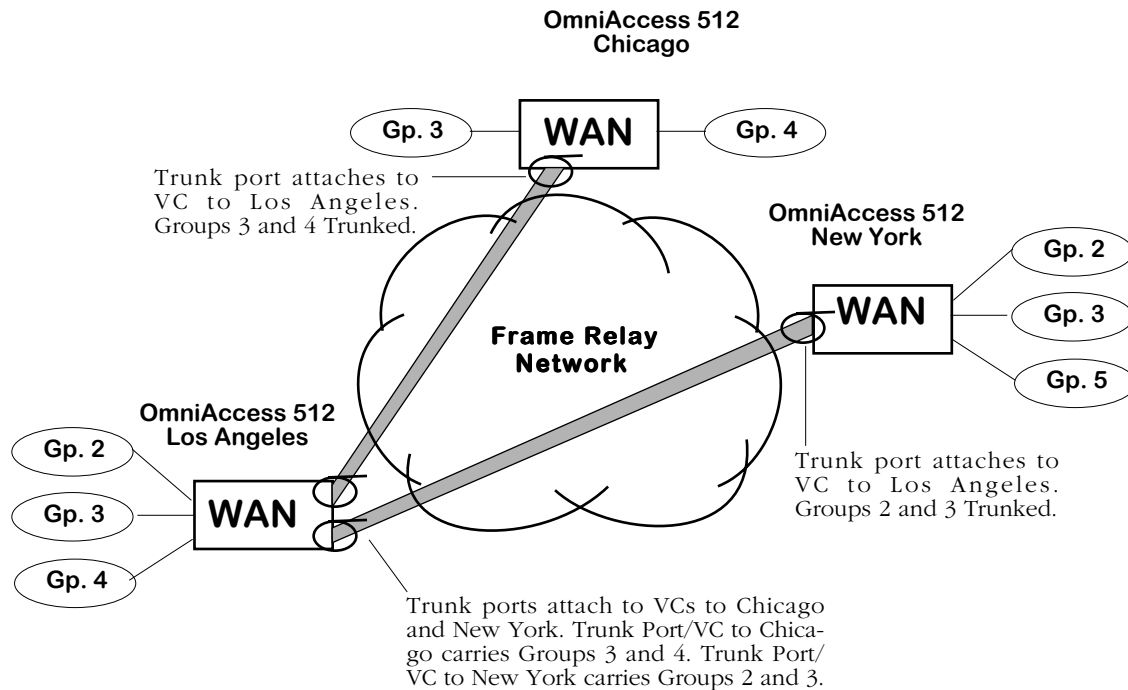 OmniAccess 512
Chicago
Gp. 3
WAN
Gp. 4
Trunk port attaches to
VC to Los Angeles.
Groups 3 and 4 Trunked.
OmniAccess 512
New York
Gp. 2
WAN
Gp. 3
Gp. 5
Frame Relay
Network
OmniAccess 512
Los Angeles
Gp. 2
Gp. 3
WAN
Gp. 4
Trunk port attaches to
VC to Los Angeles.
Groups 2 and 3 Trunked.
Trunk ports attach to VCs to Chicago
and New York. Trunk Port/VC to Chica-
go carries Groups 3 and 4. Trunk Port/
VC to New York carries Groups 2 and 3.